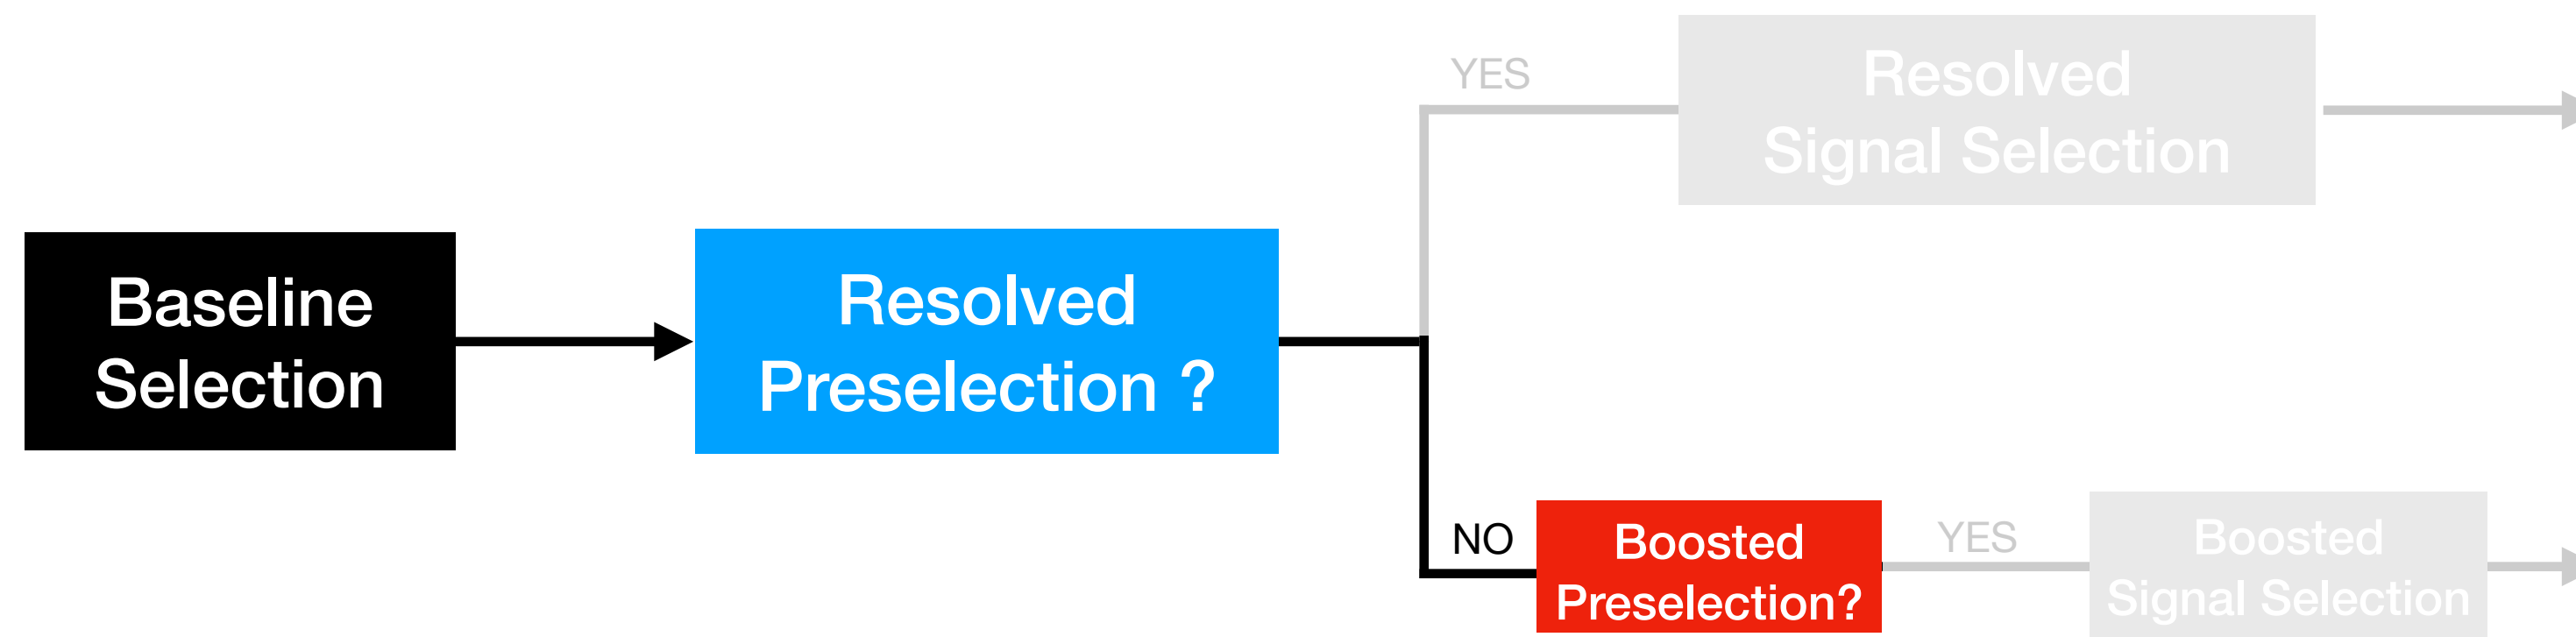 YES
Resolved
Signal Selection
Baseline
Selection
Resolved
Preselection ?
NO
Boosted
Preselection?
YES
Boosted
Signal Selection